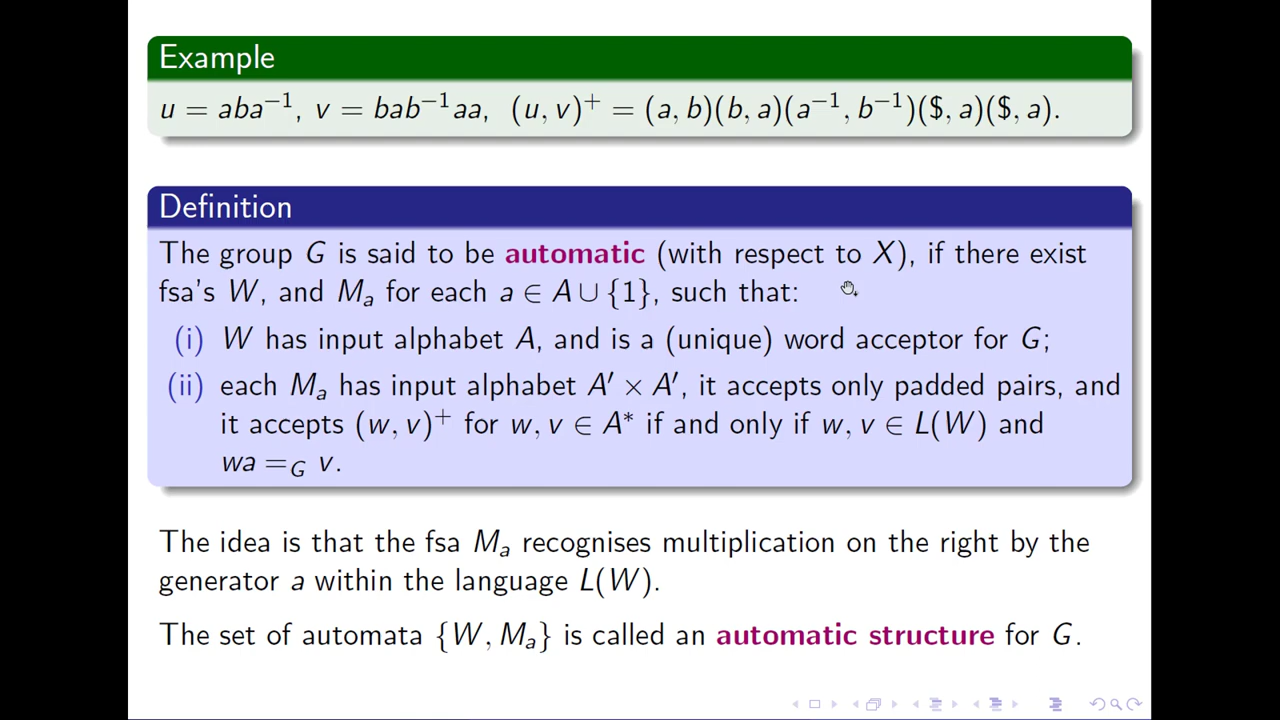 Example
u = aba⁻¹, v = bab⁻¹aa, (u, v)⁺ = (a, b)(b, a)(a⁻¹, b⁻¹)($, a)($, a).
Definition
The group G is said to be automatic (with respect to X), if there exist
fsa's W, and Mₐ for each a ∈ A ∪ {1}, such that:
(i) W has input alphabet A, and is a (unique) word acceptor for G;
(ii) each Mₐ has input alphabet A′ × A′, it accepts only padded pairs, and
it accepts (w, v)⁺ for w, v ∈ A* if and only if w, v ∈ L(W) and
wa =_G v.
The idea is that the fsa Mₐ recognises multiplication on the right by the
generator a within the language L(W).
The set of automata {W, Mₐ} is called an automatic structure for G.